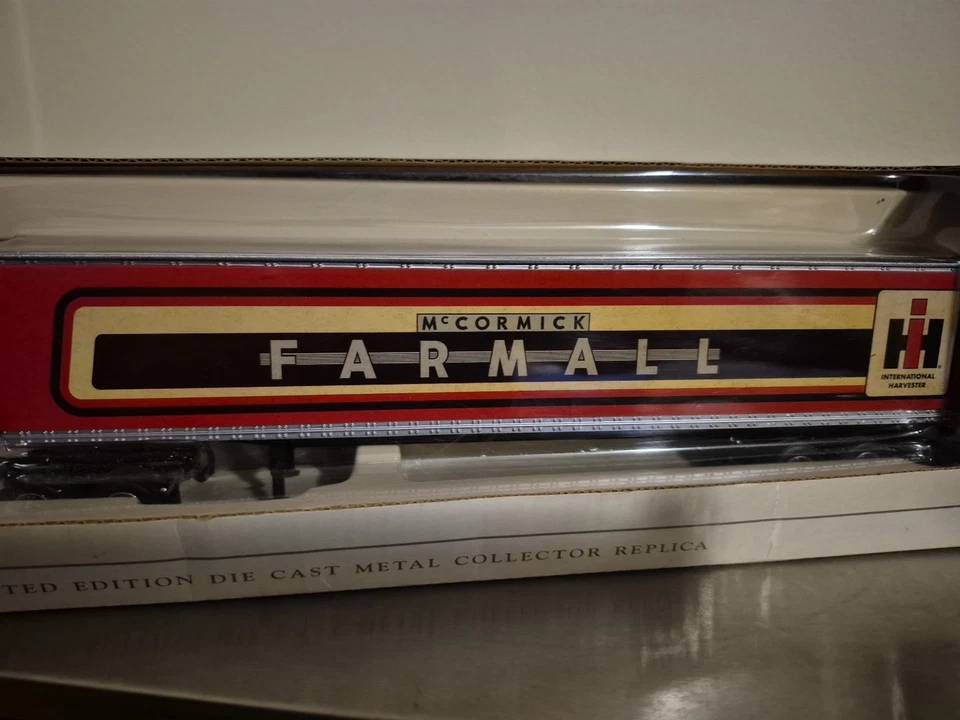 McCORMICK
FARMALL
IH
INTERNATIONAL
HARVESTER
TED EDITION DIE CAST METAL COLLECTOR REPLICA